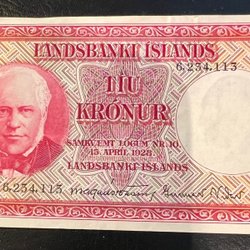 LANDSBANKI ÍSLANDS
6,234,113
TÍU
KRÓNUR
SAMKVÆMT LÖGUM NR. 10,
15. APRÍL 1928
LANDSBANKI ÍSLANDS
6,234,113